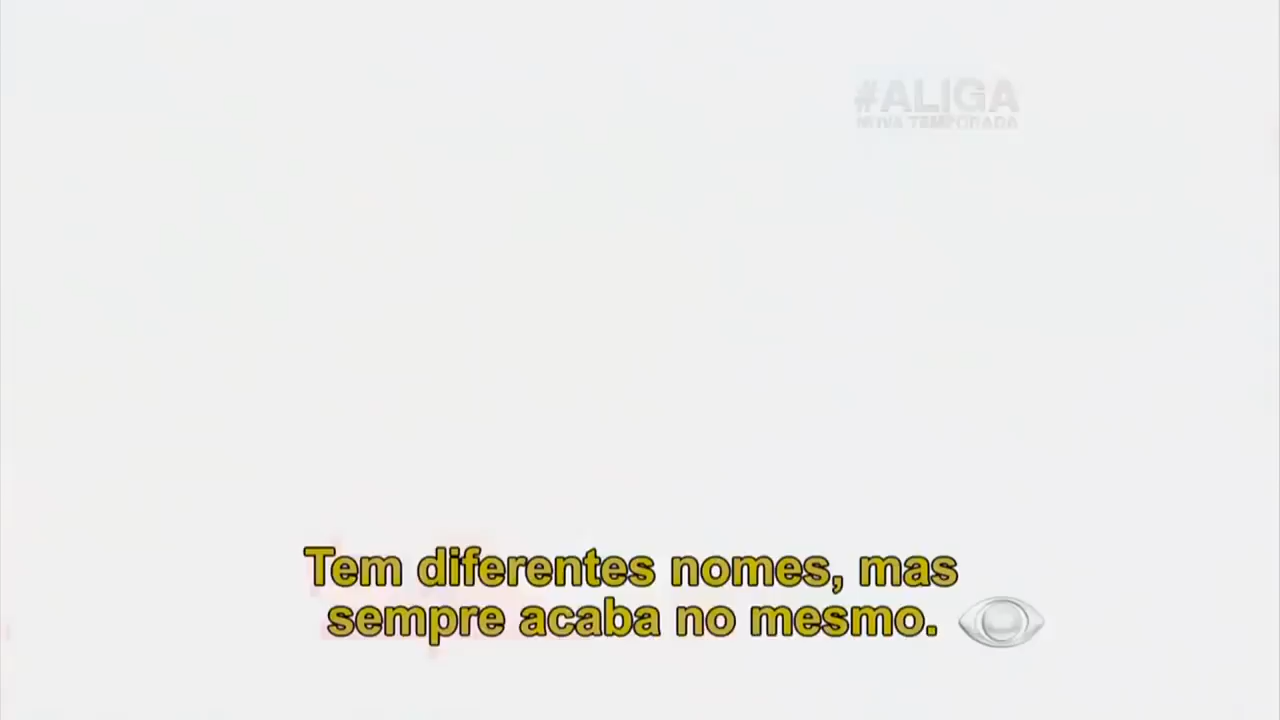 #ALIGA
NOVA TEMPORADA
Tem diferentes nomes, mas
sempre acaba no mesmo.